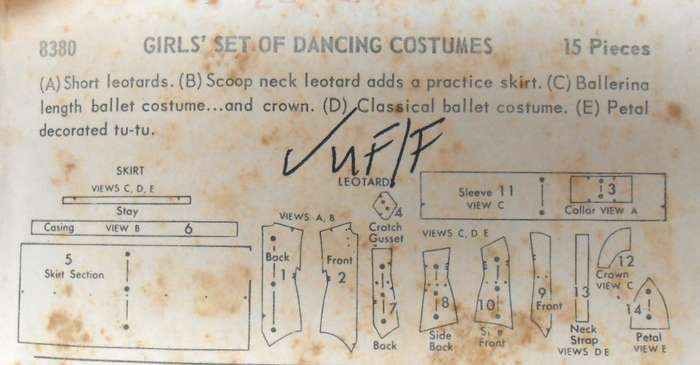 8380 GIRLS' SET OF DANCING COSTUMES 15 Pieces
(A) Short leotards. (B) Scoop neck leotard adds a practice skirt. (C) Ballerina
length ballet costume...and crown. (D) Classical ballet costume. (E) Petal
decorated tu-tu.
✓ UF/F
SKIRT
VIEWS C, D, E
Stay
Casing VIEW B 6
5
Skirt Section
LEOTARDS
VIEWS A, B
Back
1
Front
2
4
Crotch
Gusset
VIEWS C, D, E
7
Back
8
Side
Back
10
Front
9
Front
Sleeve 11
VIEW C
3
Collar VIEW A
13
Neck
Strap
VIEWS D E
12
Crown
VIEW C
14
Petal
VIEW E